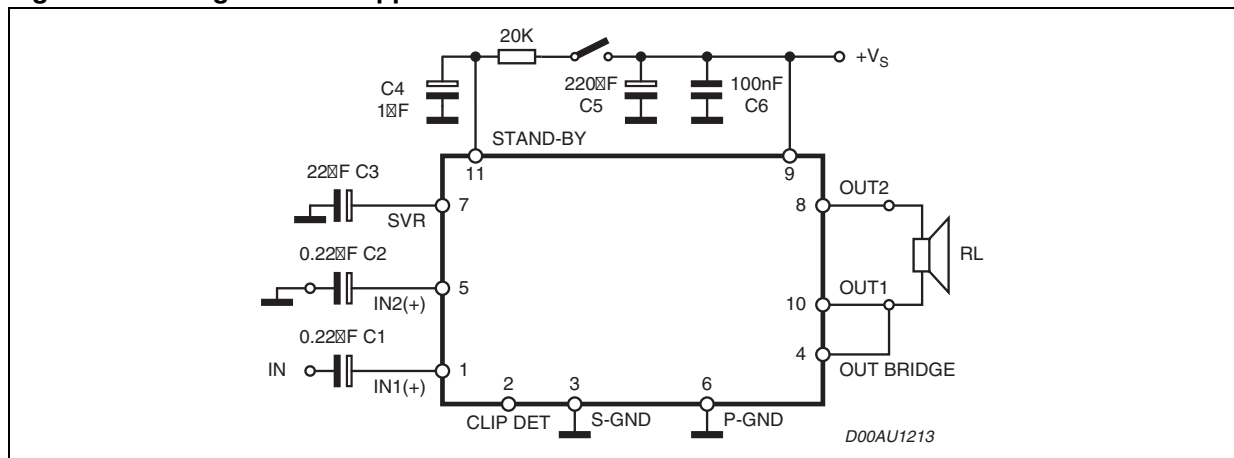 20K
+VS
C4
1☒F
220☒F
C5
100nF
C6
STAND-BY
11
9
22☒F C3
SVR
7
8
OUT2
0.22☒F C2
IN2(+)
5
RL
OUT1
10
0.22☒F C1
IN
IN1(+)
1
4
OUT BRIDGE
2
3
6
CLIP DET
S-GND
P-GND
D00AU1213